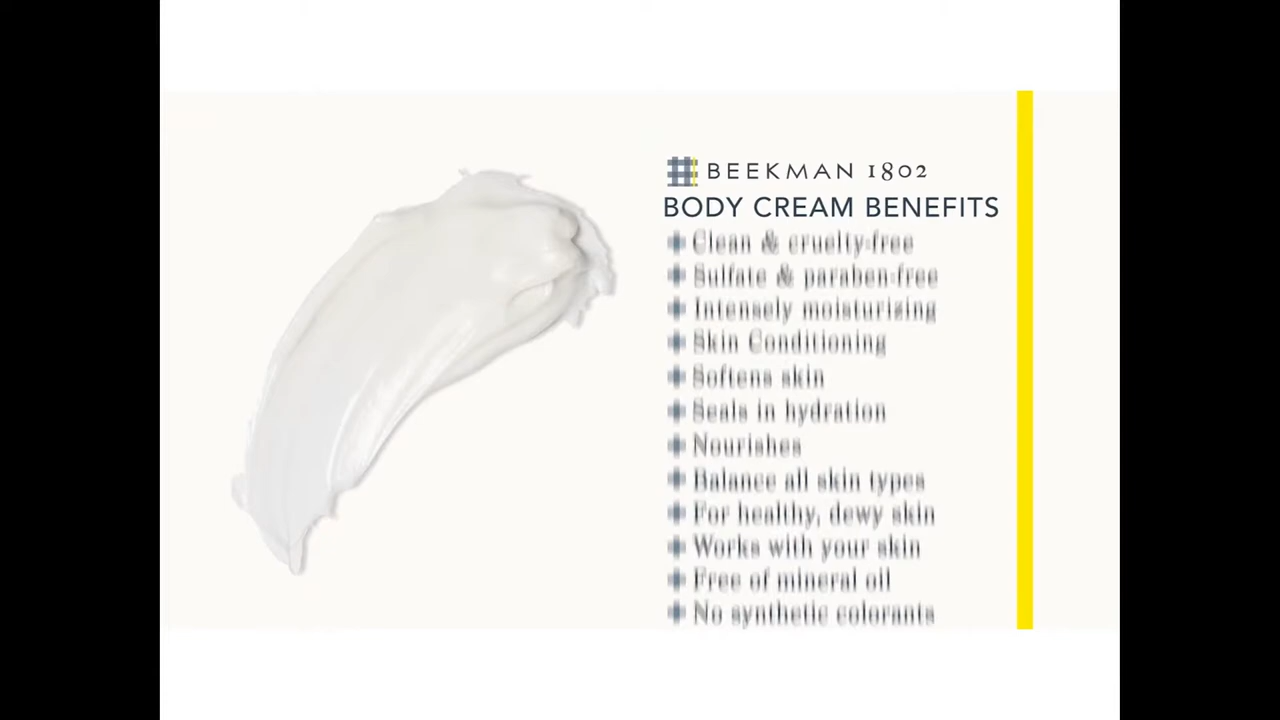 BEEKMAN 1802
BODY CREAM BENEFITS
Clean & cruelty-free
Sulfate & paraben-free
Intensely moisturizing
Skin Conditioning
Softens skin
Seals in hydration
Nourishes
Balance all skin types
For healthy, dewy skin
Works with your skin
Free of mineral oil
No synthetic colorants